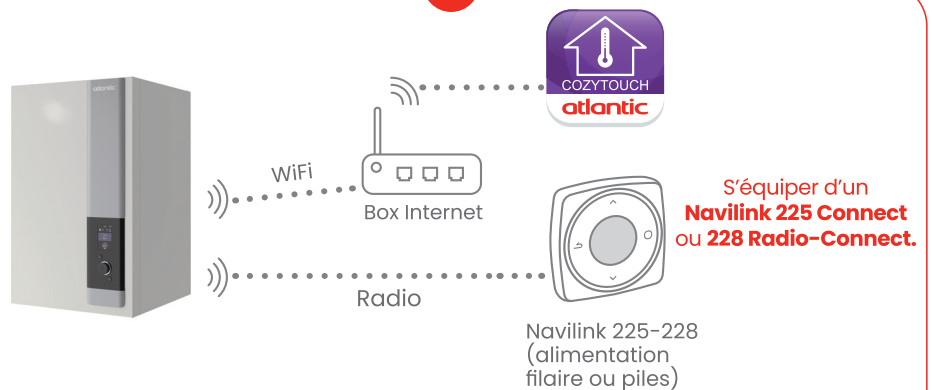 atlantic
COZYTOUCH
atlantic
WiFi
Box Internet
S'équiper d'un
Navilink 225 Connect
ou 228 Radio-Connect.
Radio
Navilink 225-228
(alimentation
filaire ou piles)